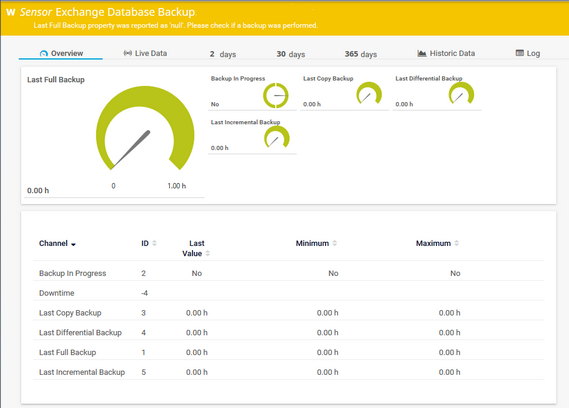 W Sensor Exchange Database Backup
Last Full Backup property was reported as 'null'. Please check if a backup was performed.
Overview
Live Data
2 days
30 days
365 days
Historic Data
Log
Last Full Backup
0.00 h
0
1.00 h
Backup In Progress
No
Last Copy Backup
0.00 h
Last Differential Backup
0.00 h
Last Incremental Backup
0.00 h
Channel ID Last Value Minimum Maximum
Backup In Progress 2 No No No
Downtime -4
Last Copy Backup 3 0.00 h 0.00 h 0.00 h
Last Differential Backup 4 0.00 h 0.00 h 0.00 h
Last Full Backup 1 0.00 h 0.00 h 0.00 h
Last Incremental Backup 5 0.00 h 0.00 h 0.00 h